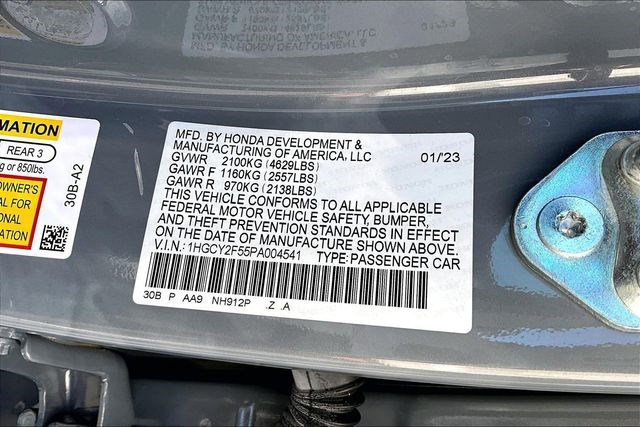 MATION
REAR 3
g or 850lbs.
OWNER'S
AL FOR
ONAL
ATION
30B-A2
MFD. BY HONDA DEVELOPMENT &
MANUFACTURING OF AMERICA, LLC 01/23
GVWR 2100KG (4629LBS)
GAWR F 1160KG (2557LBS)
GAWR R 970KG (2138LBS)
THIS VEHICLE CONFORMS TO ALL APPLICABLE
FEDERAL MOTOR VEHICLE SAFETY, BUMPER,
AND THEFT PREVENTION STANDARDS IN EFFECT
ON THE DATE OF MANUFACTURE SHOWN ABOVE.
V.I.N.: 1HGCY2F55PA004541 TYPE: PASSENGER CAR
30B P AA9 NH912P .Z .A